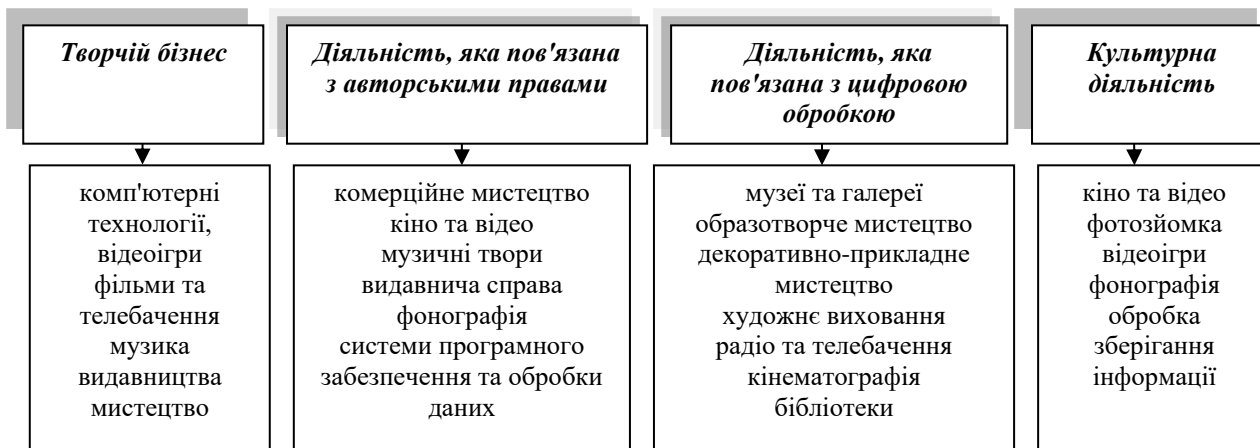 Творчій бізнес
комп'ютерні
технології,
відеоігри
фільми та
телебачення
музика
видавництва
мистецтво
Діяльність, яка пов'язана
з авторськими правами
комерційне мистецтво
кіно та відео
музичні твори
видавнича справа
фонографія
системи програмного
забезпечення та обробки
даних
Діяльність, яка
пов'язана з цифровою
обробкою
музеї та галереї
образотворче мистецтво
декоративно-прикладне
мистецтво
художнє виховання
радіо та телебачення
кінематографія
бібліотеки
Культурна
діяльність
кіно та відео
фотозйомка
відеоігри
фонографія
обробка
зберігання
інформації